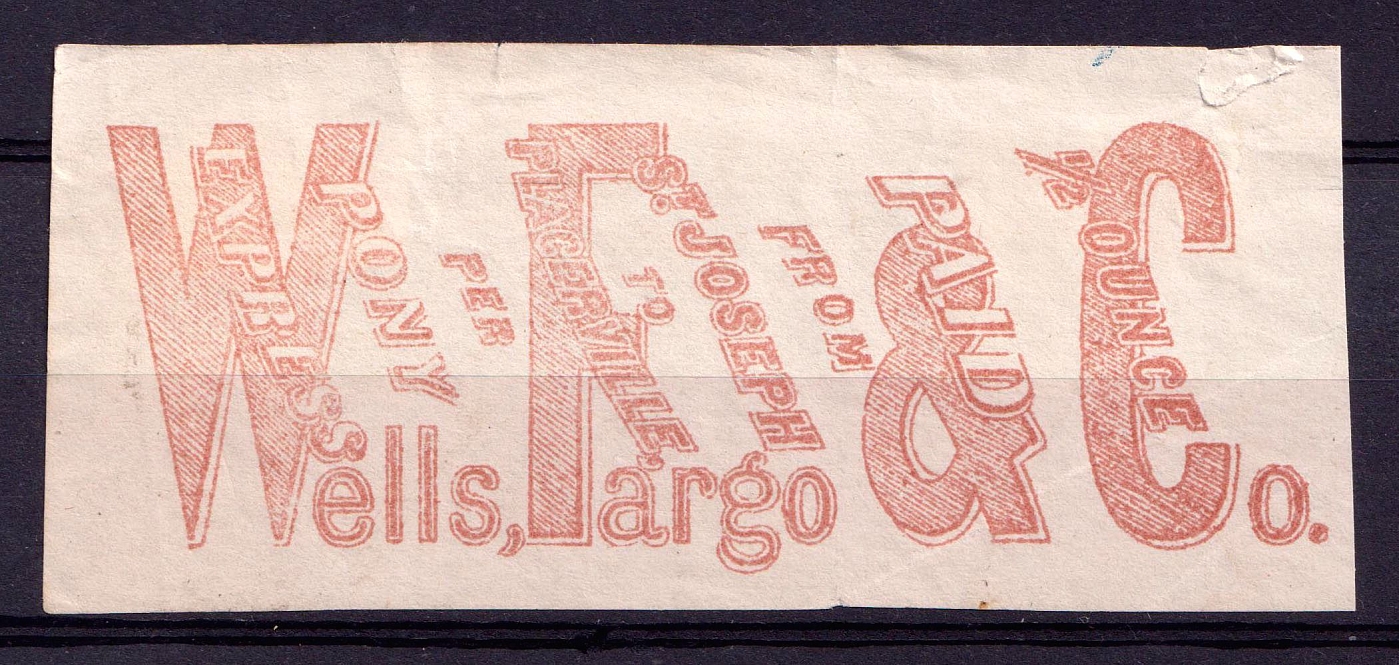 Wells, Fargo & Co.
½ OUNCE
PAID
FROM
ST. JOSEPH
TO
PLACERVILLE,
PER
PONY
EXPRESS